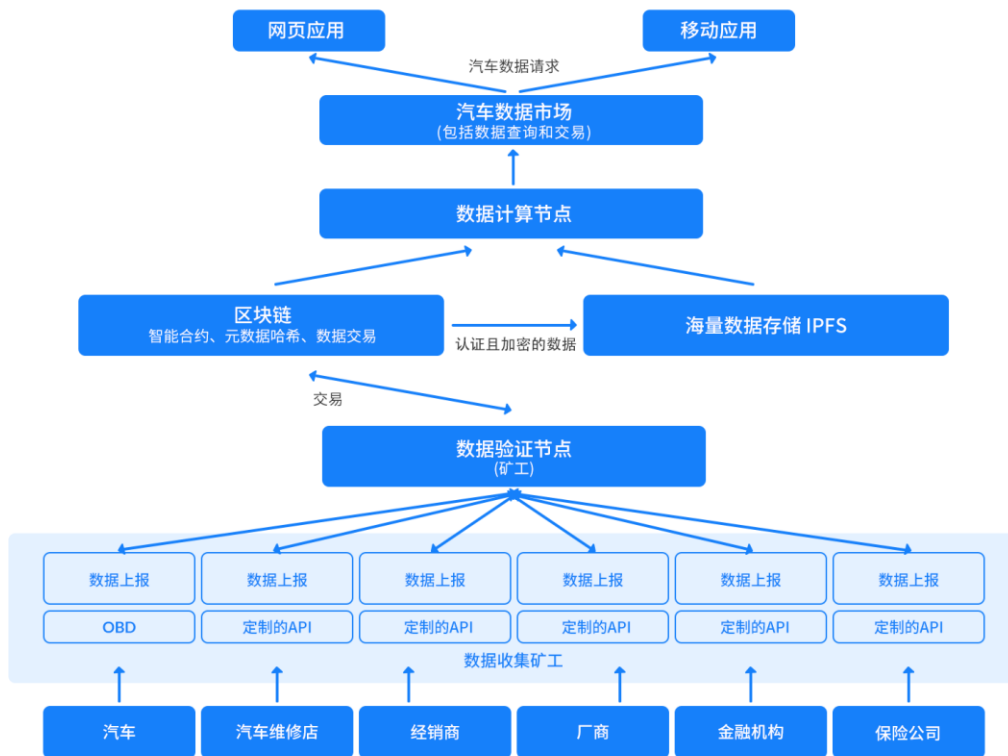 网页应用
移动应用
汽车数据请求
汽车数据市场
(包括数据查询和交易)
数据计算节点
区块链
智能合约、元数据哈希、数据交易
认证且加密的数据
海量数据存储 IPFS
交易
数据验证节点
(矿工)
数据上报 数据上报 数据上报 数据上报 数据上报 数据上报
OBD 定制的API 定制的API 定制的API 定制的API 定制的API
数据收集矿工
汽车 汽车维修店 经销商 厂商 金融机构 保险公司